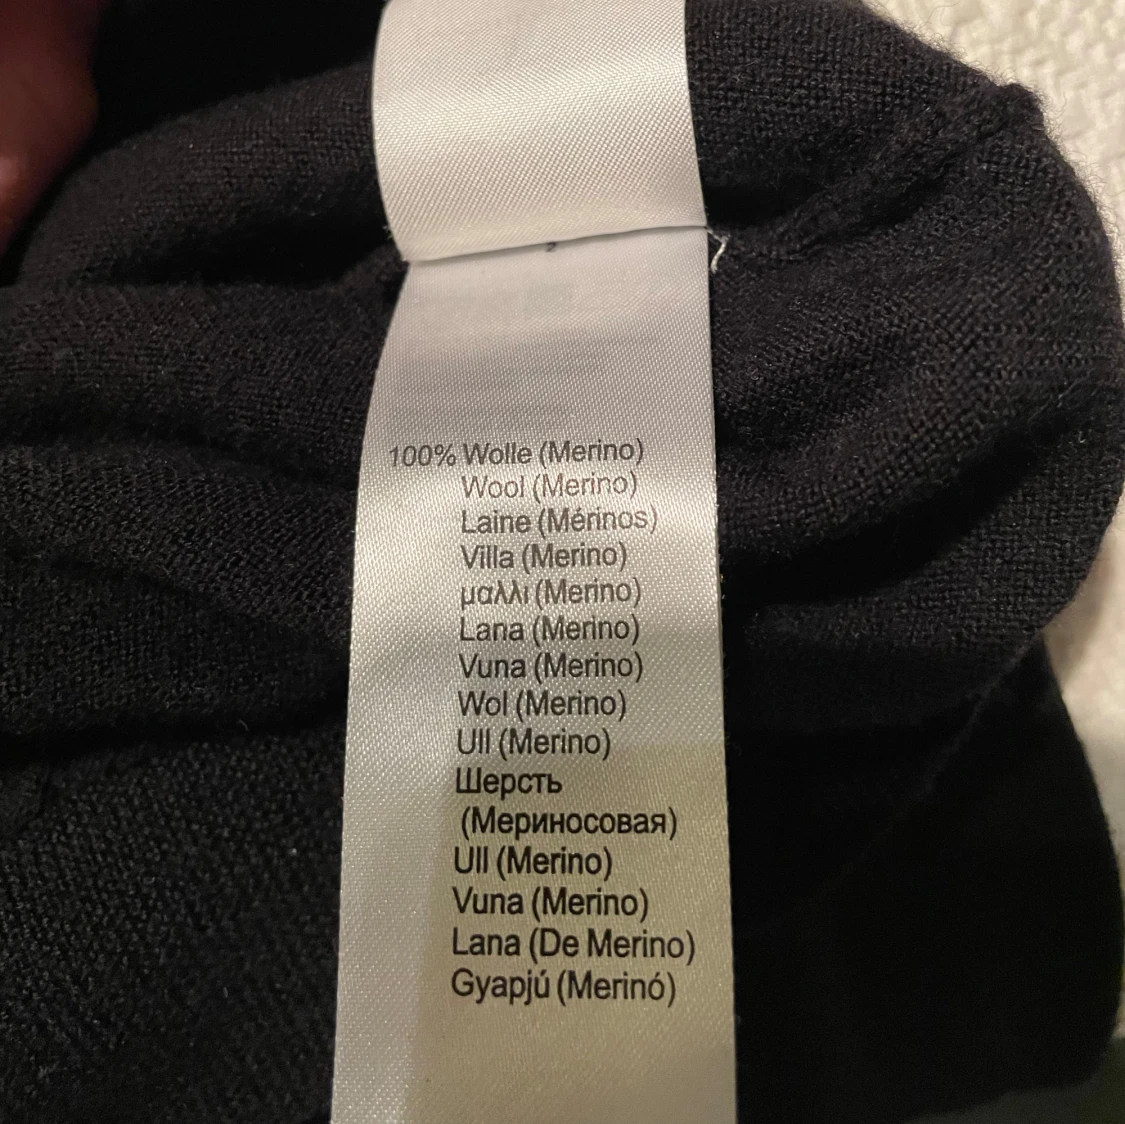 2
100% Wolle (Merino)
Wool (Merino)
Laine (Mérinos)
Villa (Merino)
μαλλι (Merino)
Lana (Merino)
Vuna (Merino)
Wol (Merino)
Ull (Merino)
Шерсть
(Мериносовая)
Ull (Merino)
Vuna (Merino)
Lana (De Merino)
Gyapjú (Merinó)